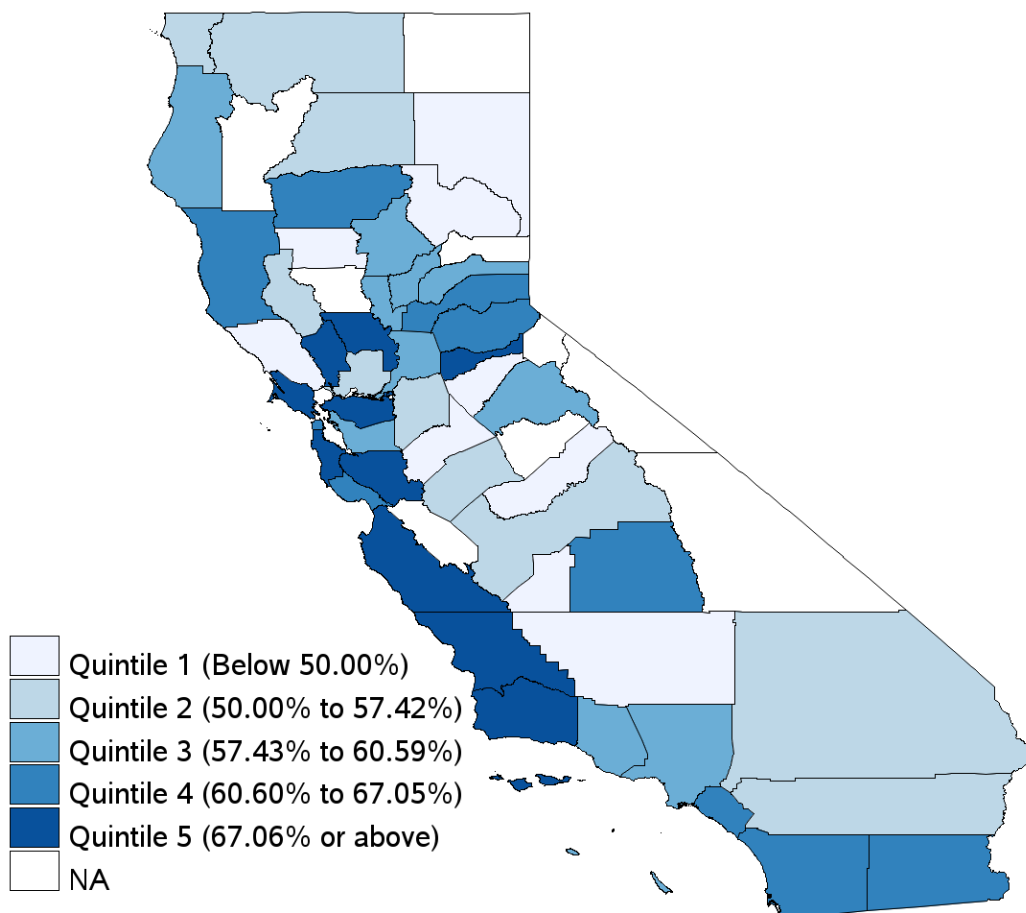 Quintile 1 (Below 50.00%)
Quintile 2 (50.00% to 57.42%)
Quintile 3 (57.43% to 60.59%)
Quintile 4 (60.60% to 67.05%)
Quintile 5 (67.06% or above)
NA